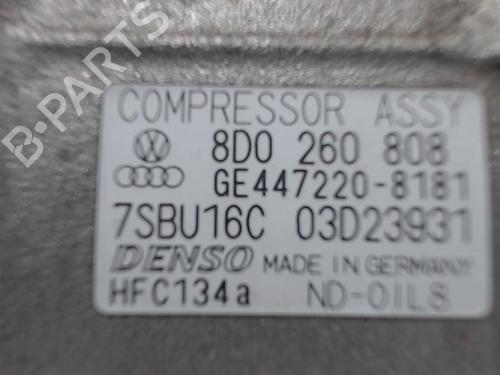 COMPRESSOR ASSY
8D0 260 808
GE447220-8181
7SBU16C 03D23931
DENSO MADE IN GERMANY
HFC134a ND-OIL8
B-PARTS